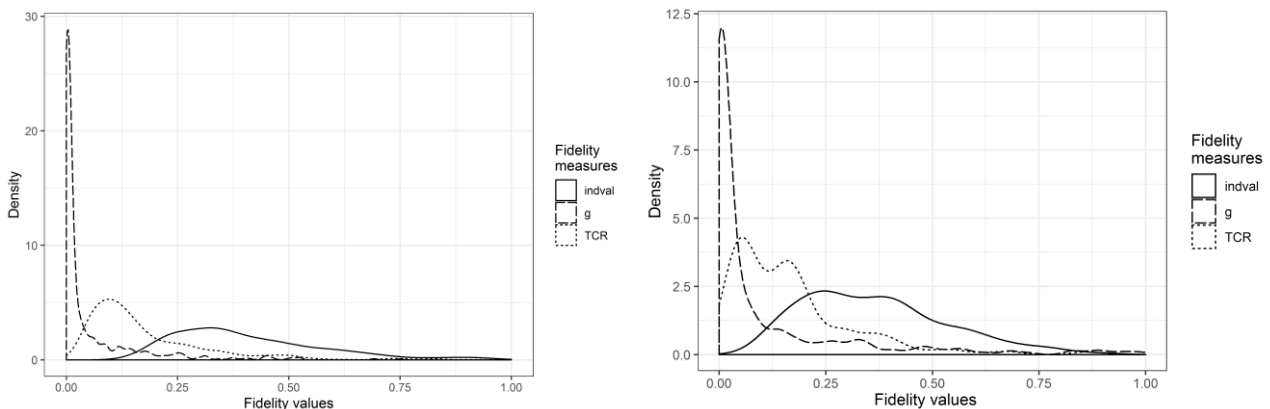 30
20
10
0
Density
0.00 0.25 0.50 0.75 1.00
Fidelity values
Fidelity
measures
indval
g
TCR
12.5
10.0
7.5
5.0
2.5
0.0
Density
0.00 0.25 0.50 0.75 1.00
Fidelity values
Fidelity
measures
indval
g
TCR